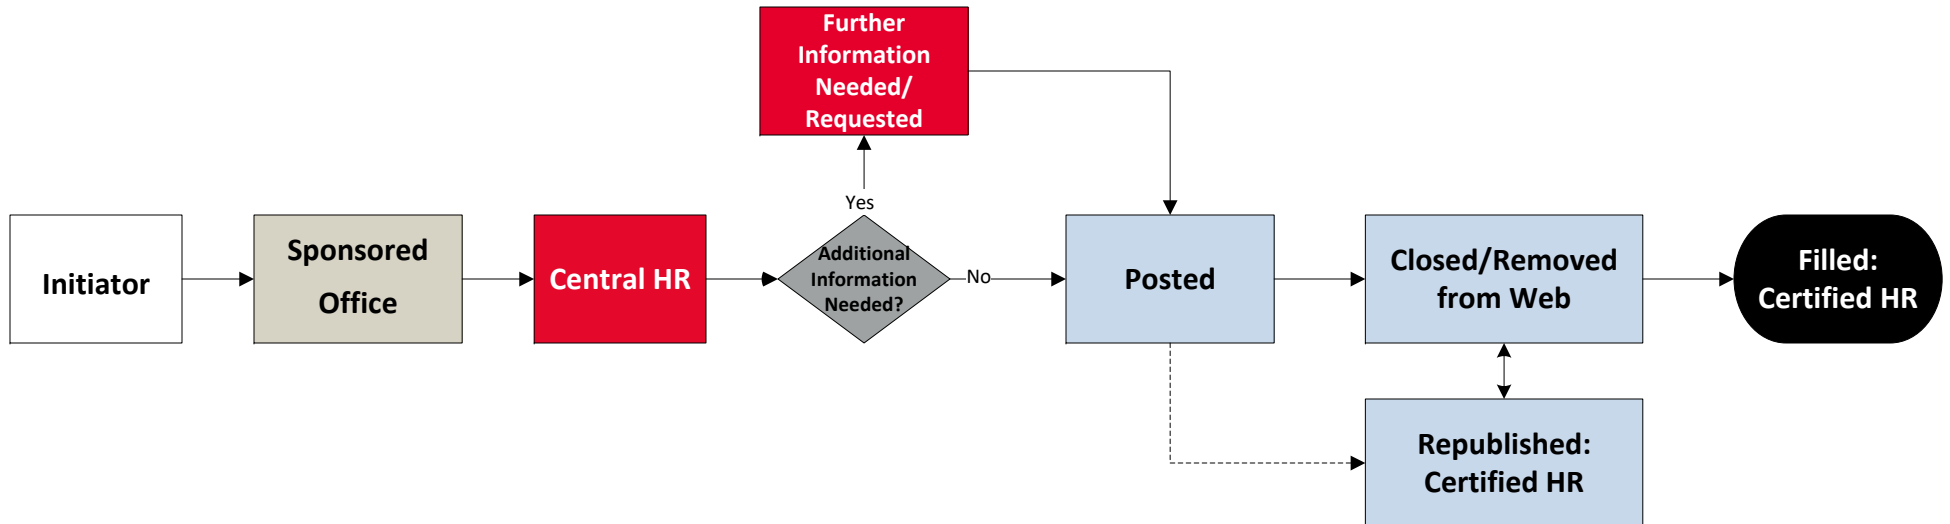 Further
Information
Needed/
Requested
Yes
Initiator
Sponsored
Office
Central HR
Additional
Information
Needed?
No
Posted
Closed/Removed
from Web
Filled:
Certified HR
Republished:
Certified HR